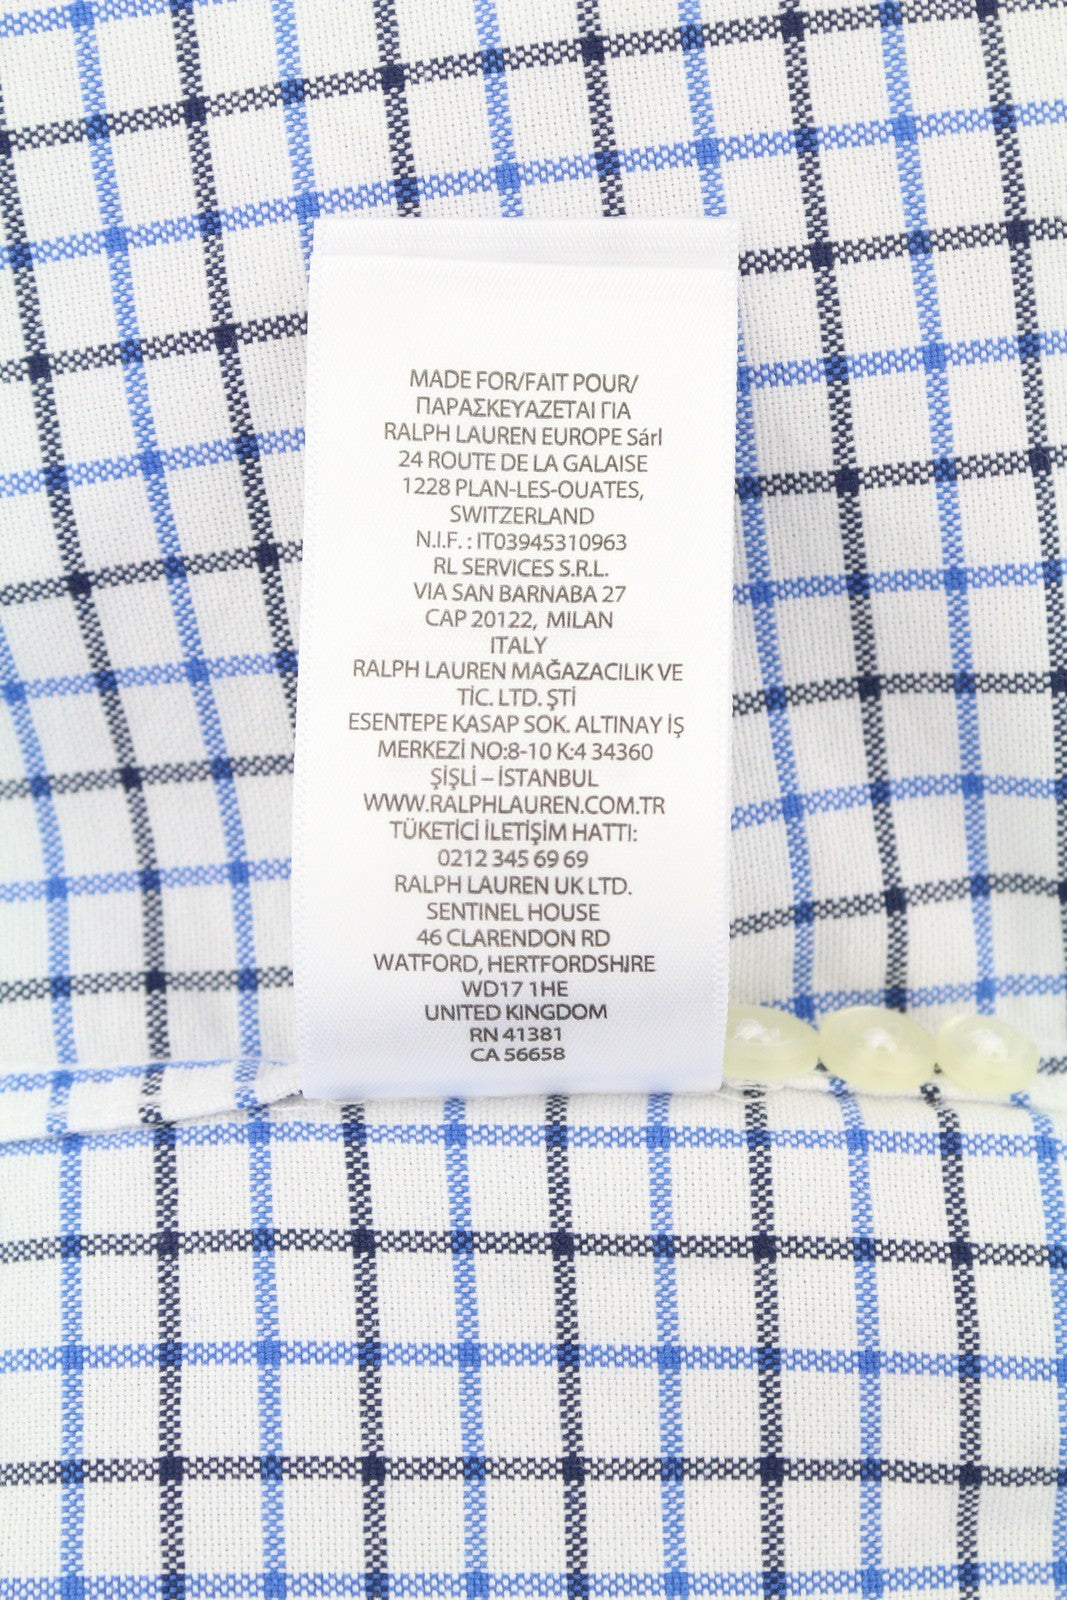 MADE FOR/FAIT POUR/
ΠΑΡΑΣΚΕΥΑΖΕΤΑΙ ΓΙΑ
RALPH LAUREN EUROPE Sárl
24 ROUTE DE LA GALAISE
1228 PLAN-LES-OUATES,
SWITZERLAND
N.I.F. : IT03945310963
RL SERVICES S.R.L.
VIA SAN BARNABA 27
CAP 20122, MILAN
ITALY
RALPH LAUREN MAĞAZACILIK VE
TİC. LTD. ŞTİ
ESENTEPE KASAP SOK. ALTINAY İŞ
MERKEZİ NO:8-10 K:4 34360
ŞİŞLİ – İSTANBUL
WWW.RALPHLAUREN.COM.TR
TÜKETİCİ İLETİŞİM HATTI:
0212 345 69 69
RALPH LAUREN UK LTD.
SENTINEL HOUSE
46 CLARENDON RD
WATFORD, HERTFORDSHIRE
WD17 1HE
UNITED KINGDOM
RN 41381
CA 56658